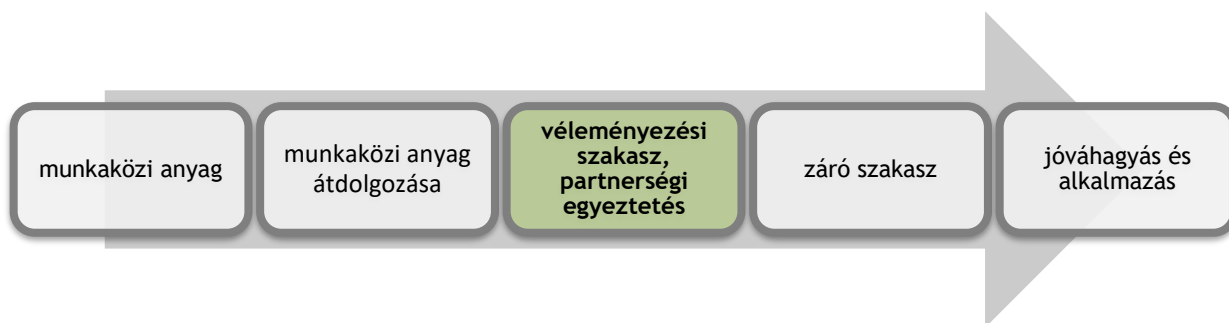 munkaközi anyag
munkaközi anyag
átdolgozása
véleményezési
szakasz,
partnerségi
egyeztetés
záró szakasz
jóváhagyás és
alkalmazás